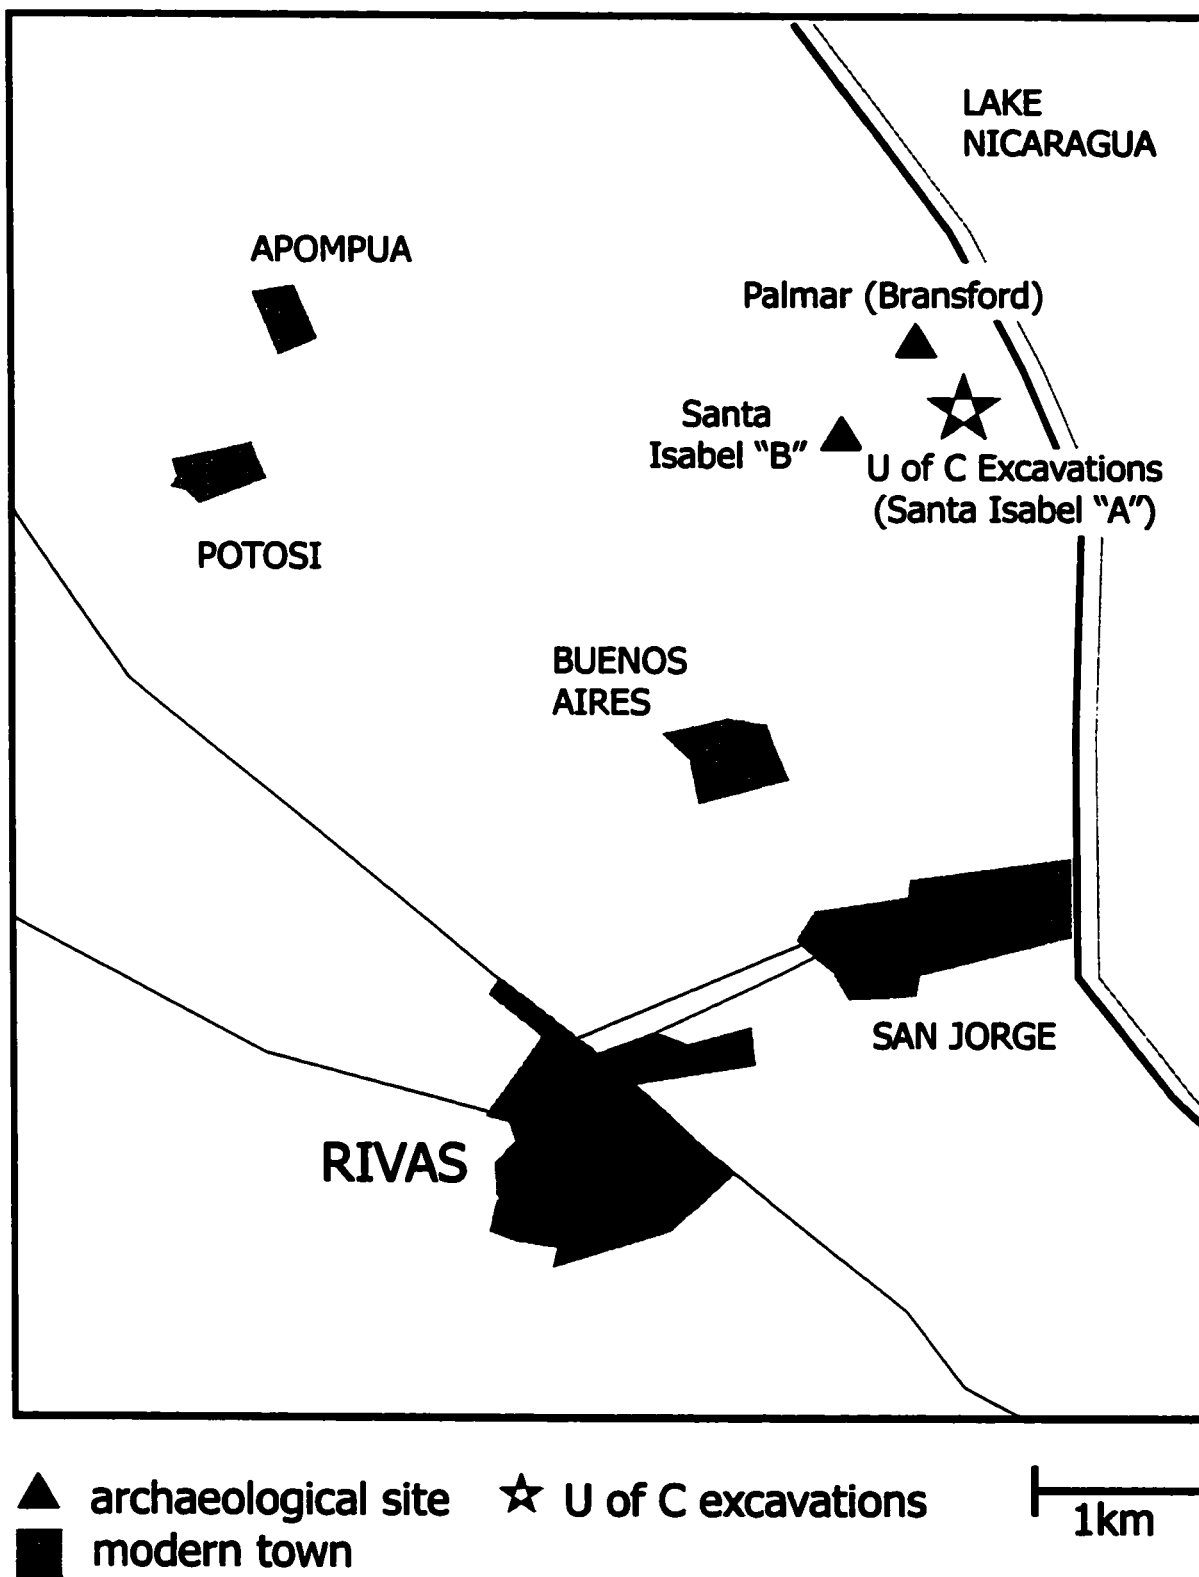 LAKE
NICARAGUA
APOMPUA
Palmar (Bransford)
Santa
Isabel "B"
U of C Excavations
(Santa Isabel "A")
POTOSI
BUENOS
AIRES
SAN JORGE
RIVAS
archaeological site
U of C excavations
1km
modern town